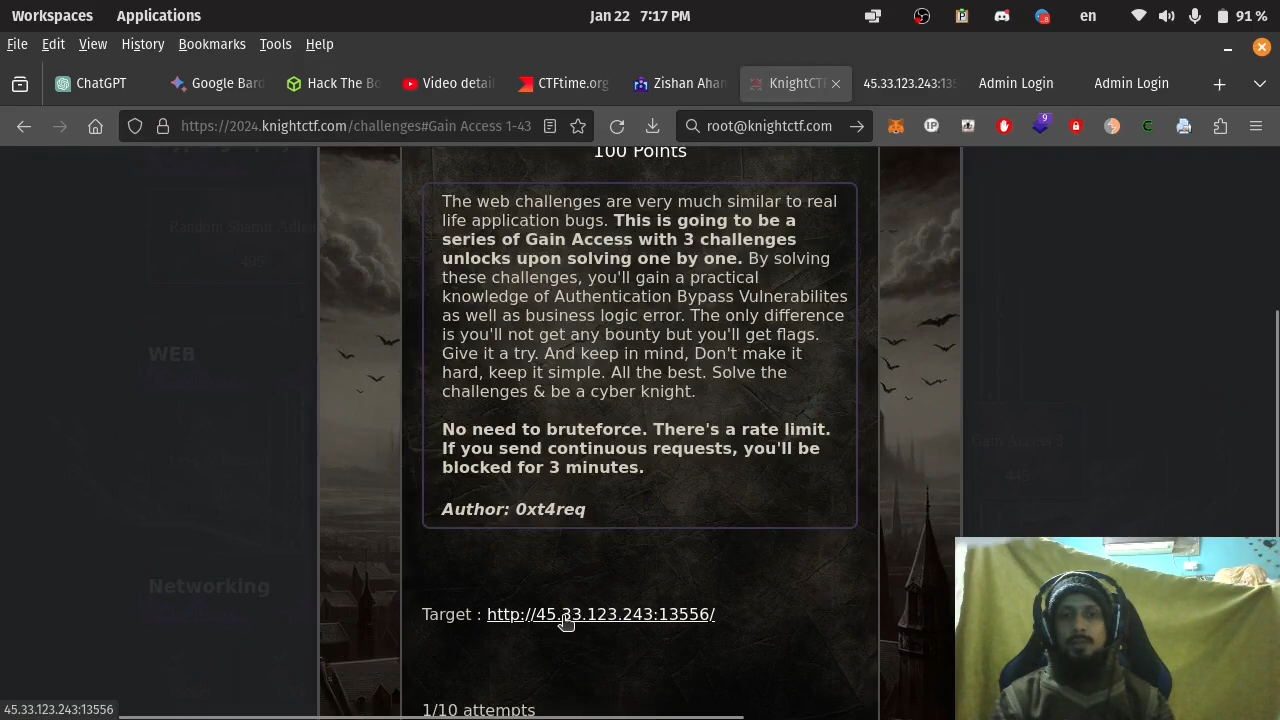 Workspaces Applications Jan 22 7:17 PM en 91 %
File Edit View History Bookmarks Tools Help
ChatGPT Google Bard Hack The Bo Video detail CTFtime.org Zishan Ahan KnightCTF 45.33.123.243:135 Admin Login Admin Login
https://2024.knightctf.com/challenges#Gain Access 1-43 root@knightctf.com
9
100 Points
The web challenges are very much similar to real
life application bugs. This is going to be a
series of Gain Access with 3 challenges
unlocks upon solving one by one. By solving
these challenges, you'll gain a practical
knowledge of Authentication Bypass Vulnerabilites
as well as business logic error. The only difference
is you'll not get any bounty but you'll get flags.
Give it a try. And keep in mind, Don't make it
hard, keep it simple. All the best. Solve the
challenges & be a cyber knight.
No need to bruteforce. There's a rate limit.
If you send continuous requests, you'll be
blocked for 3 minutes.
Author: 0xt4req
WEB
Gain Access 3
445
Networking
Target : http://45.33.123.243:13556/
45.33.123.243:13556
1/10 attempts